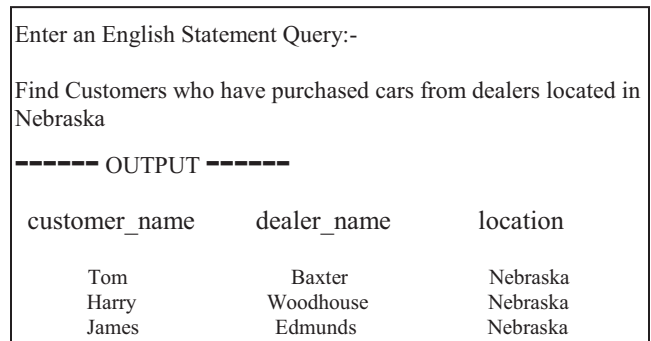 Enter an English Statement Query:-
Find Customers who have purchased cars from dealers located in
Nebraska
------ OUTPUT ------
customer_name dealer_name location
Tom Baxter Nebraska
Harry Woodhouse Nebraska
James Edmunds Nebraska